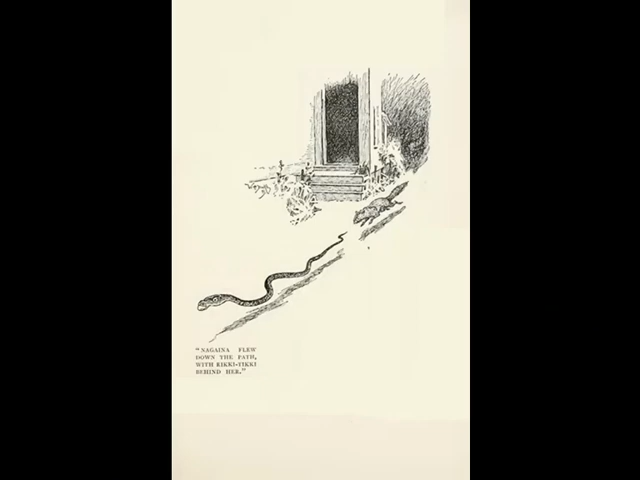 "NAGAINA FLEW
DOWN THE PATH,
WITH RIKKI-TIKKI
BEHIND HER."